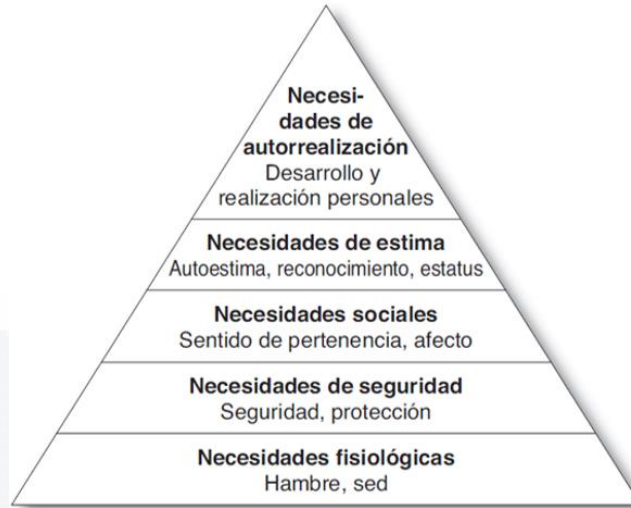 Necesi-
dades de
autorrealización
Desarrollo y
realización personales
Necesidades de estima
Autoestima, reconocimiento, estatus
Necesidades sociales
Sentido de pertenencia, afecto
Necesidades de seguridad
Seguridad, protección
Necesidades fisiológicas
Hambre, sed